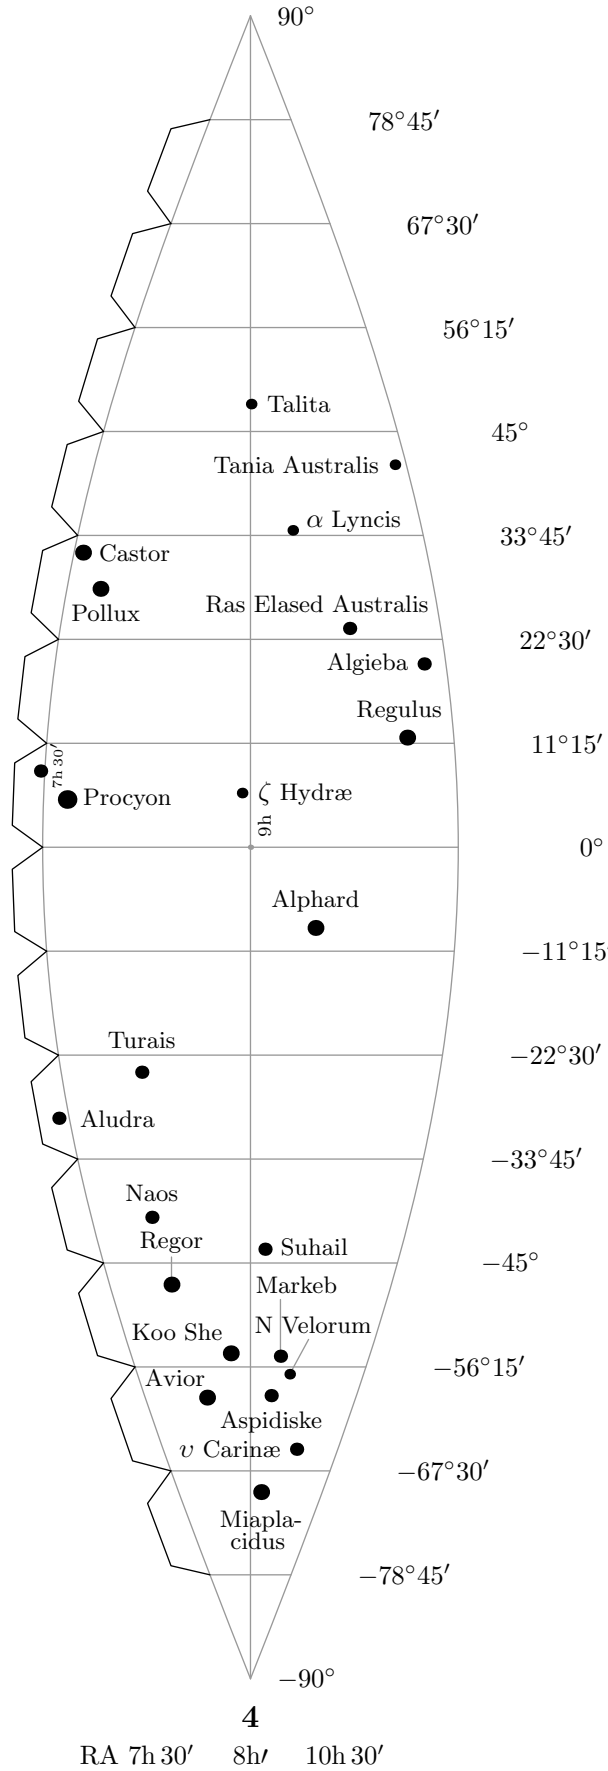 90°
78°45′
67°30′
56°15′
Talita
45°
Tania Australis
α Lyncis
33°45′
Castor
Pollux
Ras Elased Australis
22°30′
Algieba
Regulus
11°15′
7h 30′
Procyon
ζ Hydræ
9h
0°
Alphard
−11°15′
Turais
−22°30′
Aludra
−33°45′
Naos
Regor
Suhail
−45°
Markeb
N Velorum
Koo She
−56°15′
Avior
Aspidiske
υ Carinæ
−67°30′
Miapla-
cidus
−78°45′
−90°
4
RA 7h 30′ 8h′ 10h 30′